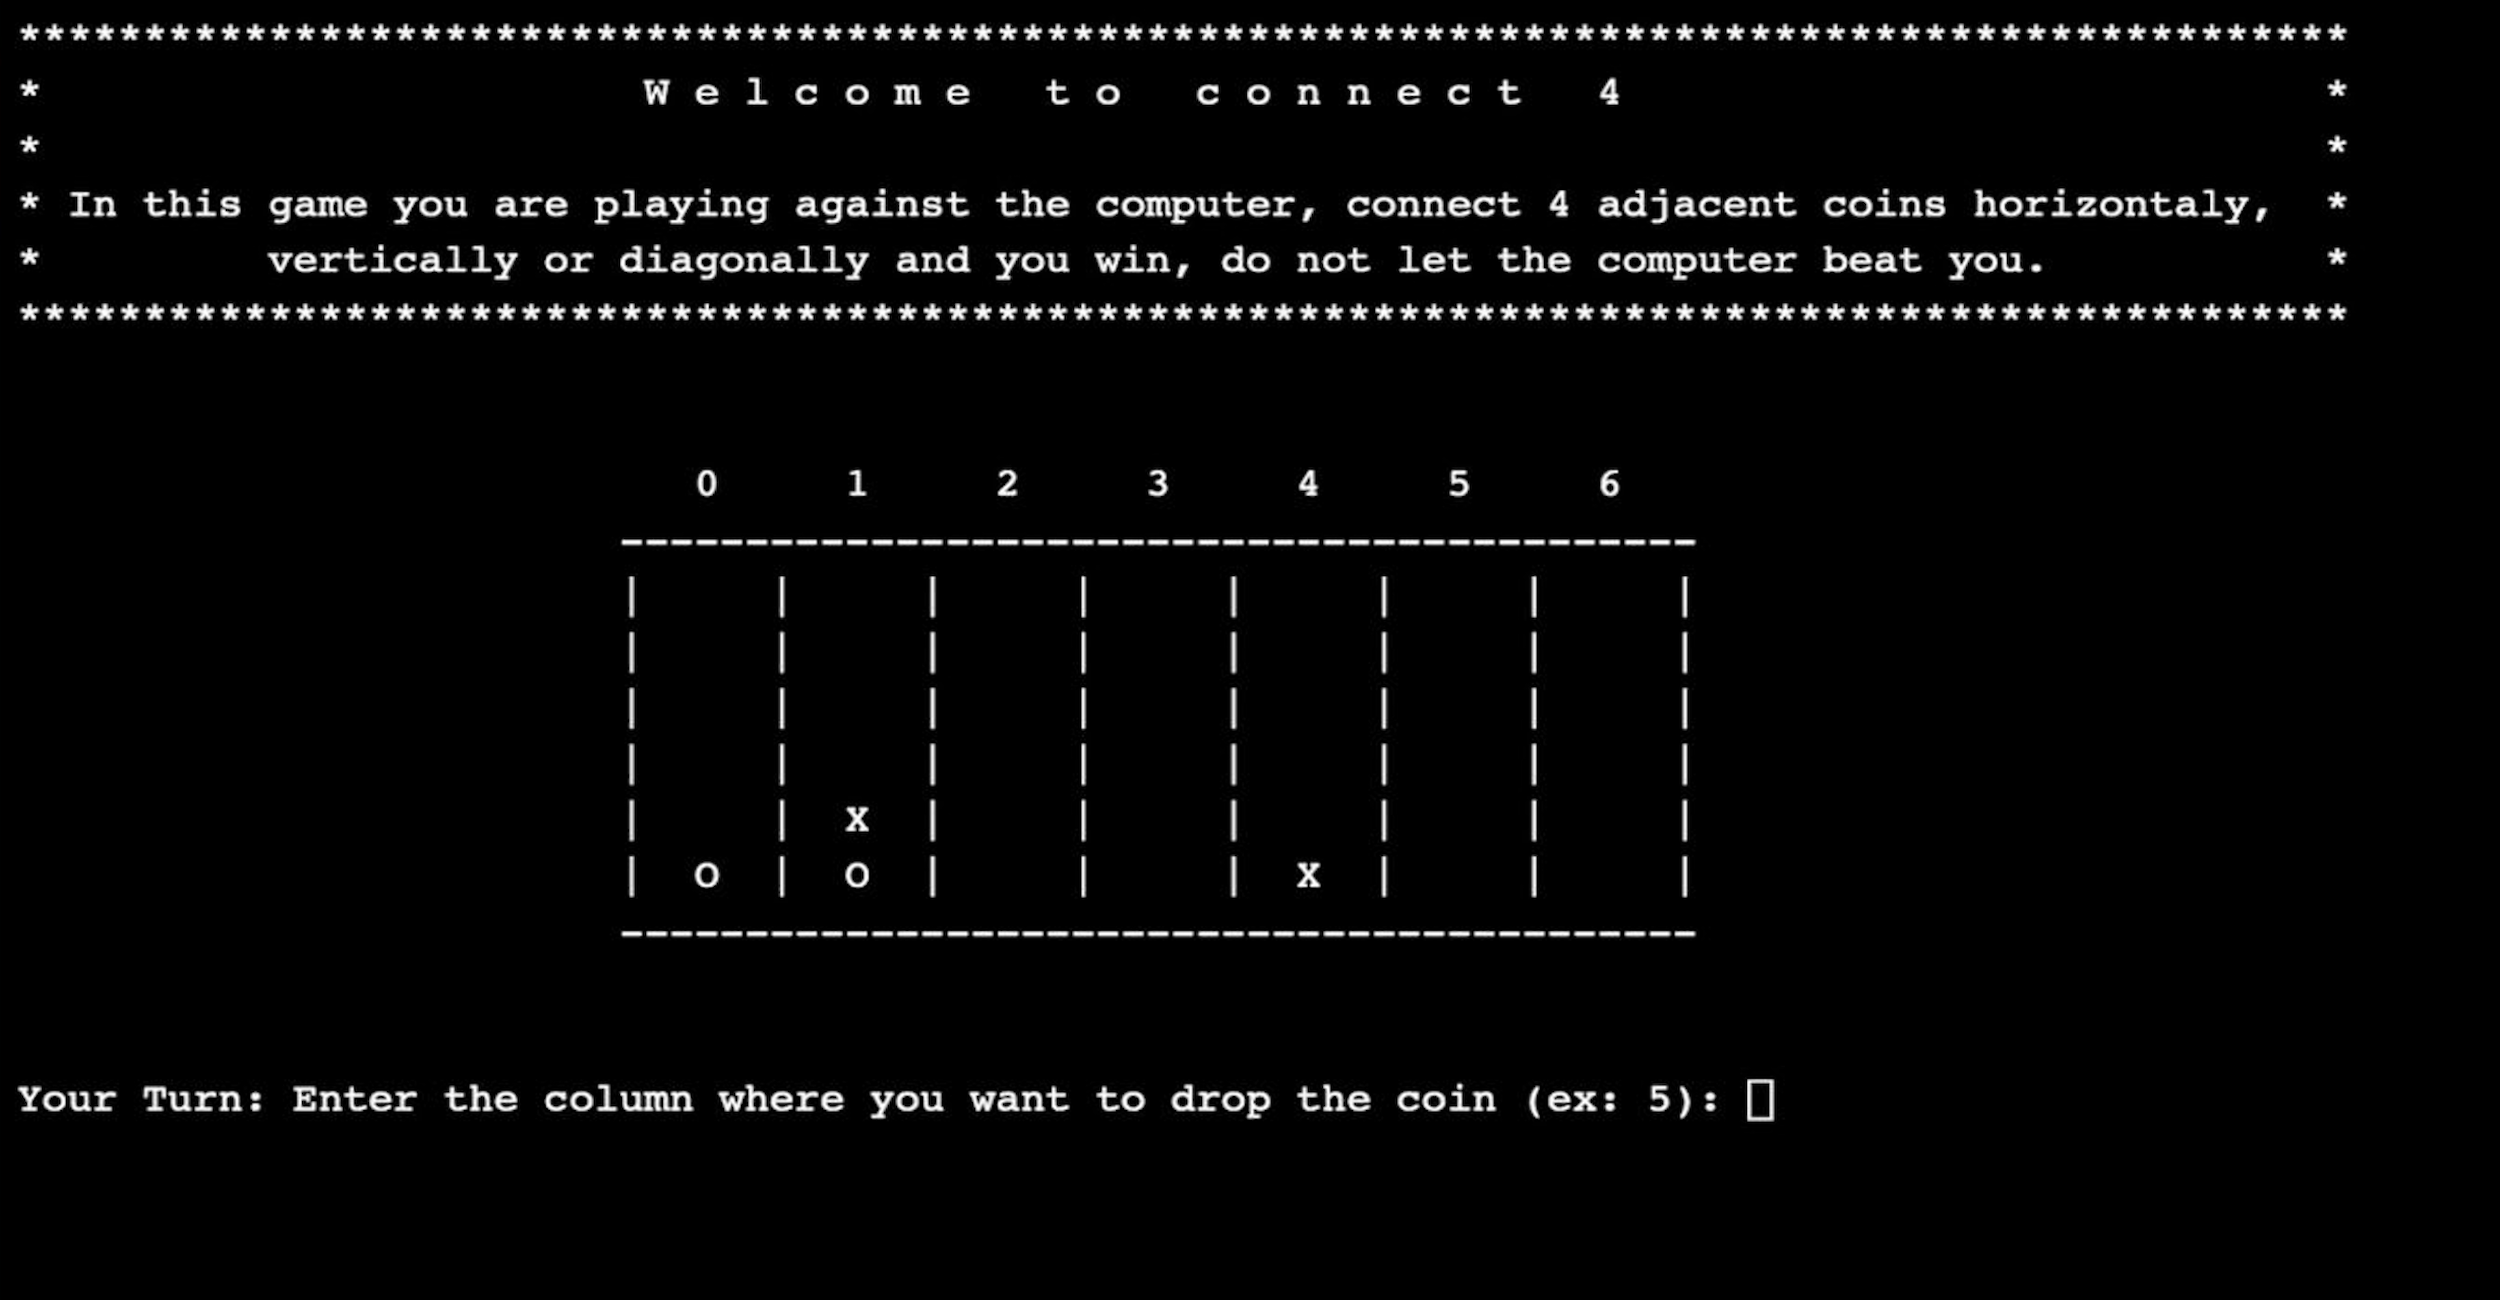 *********************************************************************************************
* W e l c o m e   t o   c o n n e c t   4 *
* *
* In this game you are playing against the computer, connect 4 adjacent coins horizontaly, *
* vertically or diagonally and you win, do not let the computer beat you. *
*********************************************************************************************
0 1 2 3 4 5 6
-------------------------------------------
| | | | | | | |
| | | | | | | |
| | | | | | | |
| | | | | | | |
| | x | | | | | |
| o | o | | | x | | |
-------------------------------------------
Your Turn: Enter the column where you want to drop the coin (ex: 5):